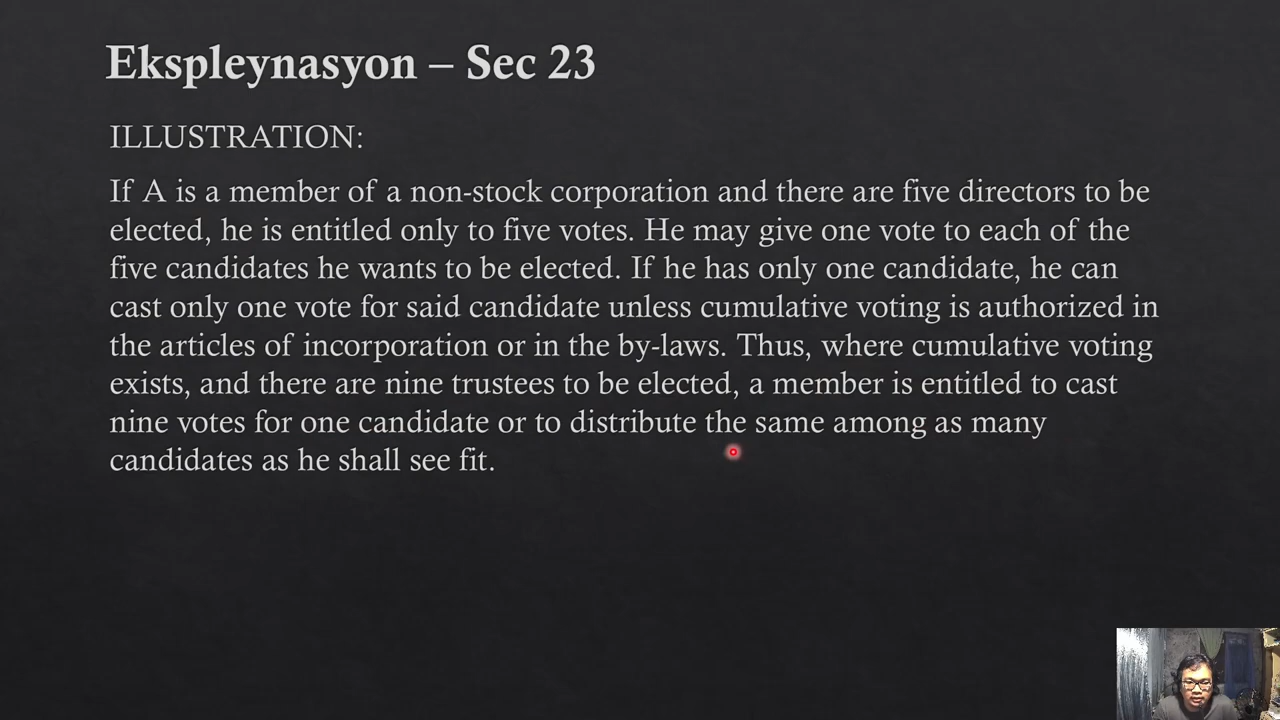 Ekspleynasyon – Sec 23
ILLUSTRATION:
If A is a member of a non-stock corporation and there are five directors to be
elected, he is entitled only to five votes. He may give one vote to each of the
five candidates he wants to be elected. If he has only one candidate, he can
cast only one vote for said candidate unless cumulative voting is authorized in
the articles of incorporation or in the by-laws. Thus, where cumulative voting
exists, and there are nine trustees to be elected, a member is entitled to cast
nine votes for one candidate or to distribute the same among as many
candidates as he shall see fit.